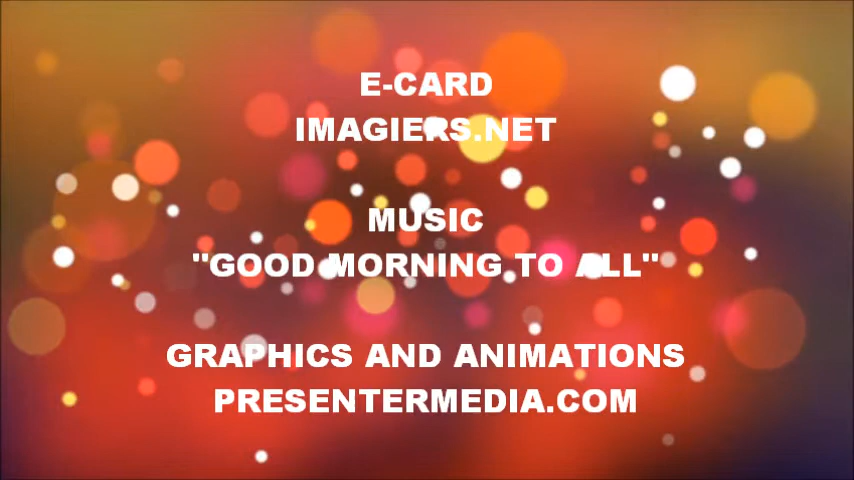 E-CARD
IMAGIERS.NET
MUSIC
"GOOD MORNING TO ALL"
GRAPHICS AND ANIMATIONS
PRESENTERMEDIA.COM